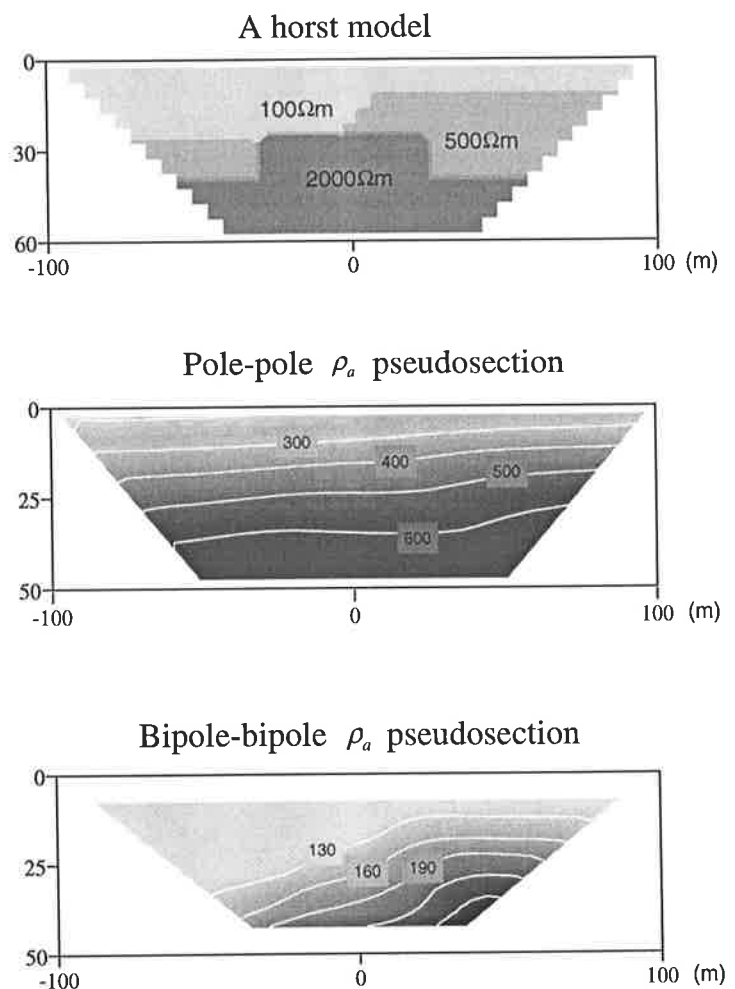 A horst model
0
30
60
100Ωm
500Ωm
2000Ωm
-100 0 100 (m)
Pole-pole ρa pseudosection
0
25
50
300
400
500
600
-100 0 100 (m)
Bipole-bipole ρa pseudosection
0
25
50
130
160
190
-100 0 100 (m)